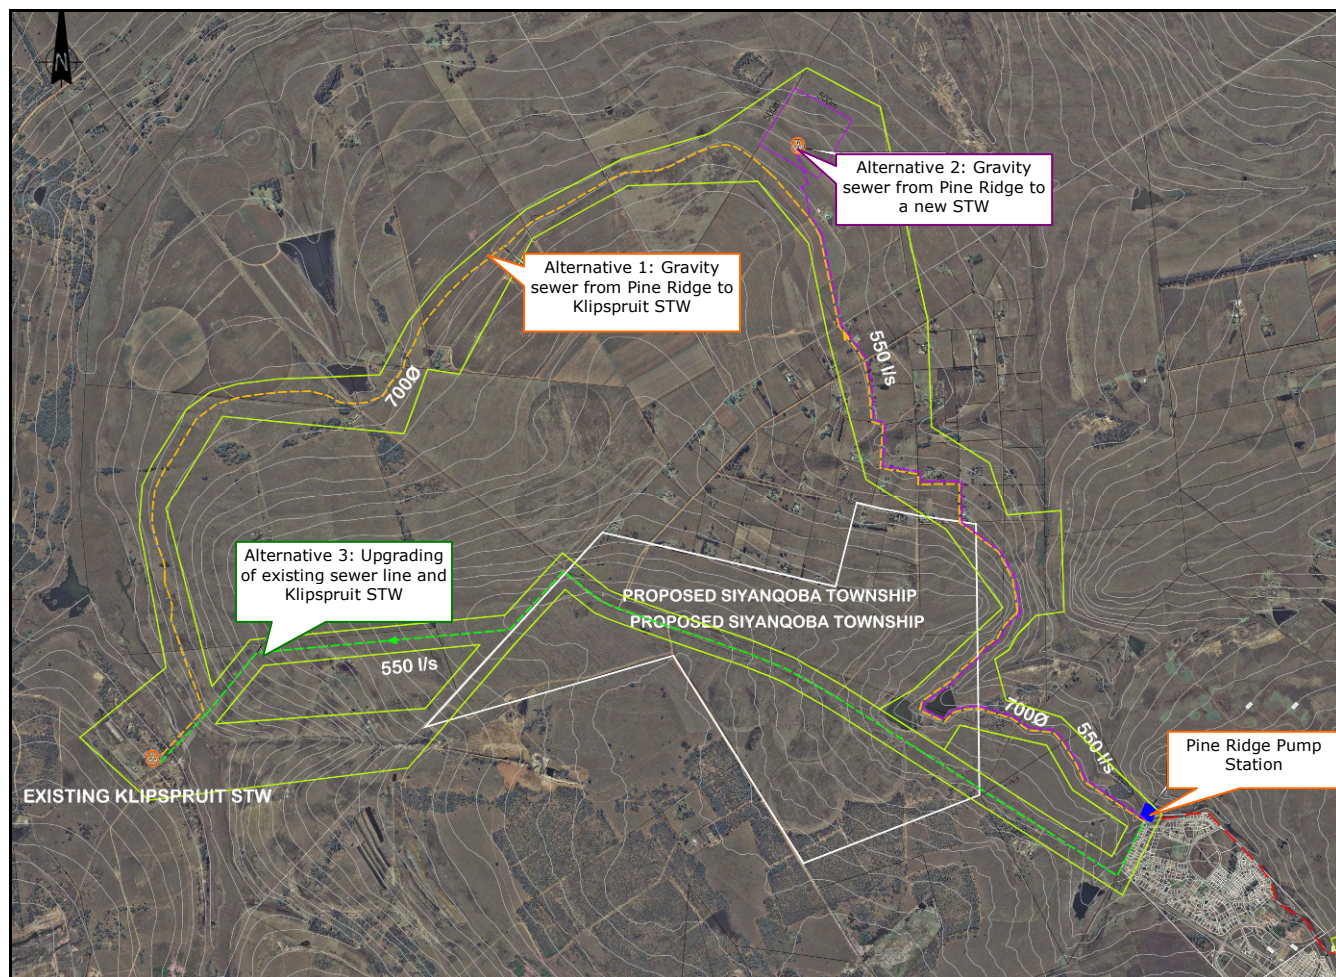 N
500m
500m
Alternative 2: Gravity
sewer from Pine Ridge to
a new STW
Alternative 1: Gravity
sewer from Pine Ridge to
Klipspruit STW
550 l/s
700Ø
Alternative 3: Upgrading
of existing sewer line and
Klipspruit STW
PROPOSED SIYANQOBA TOWNSHIP
PROPOSED SIYANQOBA TOWNSHIP
550 l/s
700Ø
550 l/s
Pine Ridge Pump
Station
EXISTING KLIPSPRUIT STW